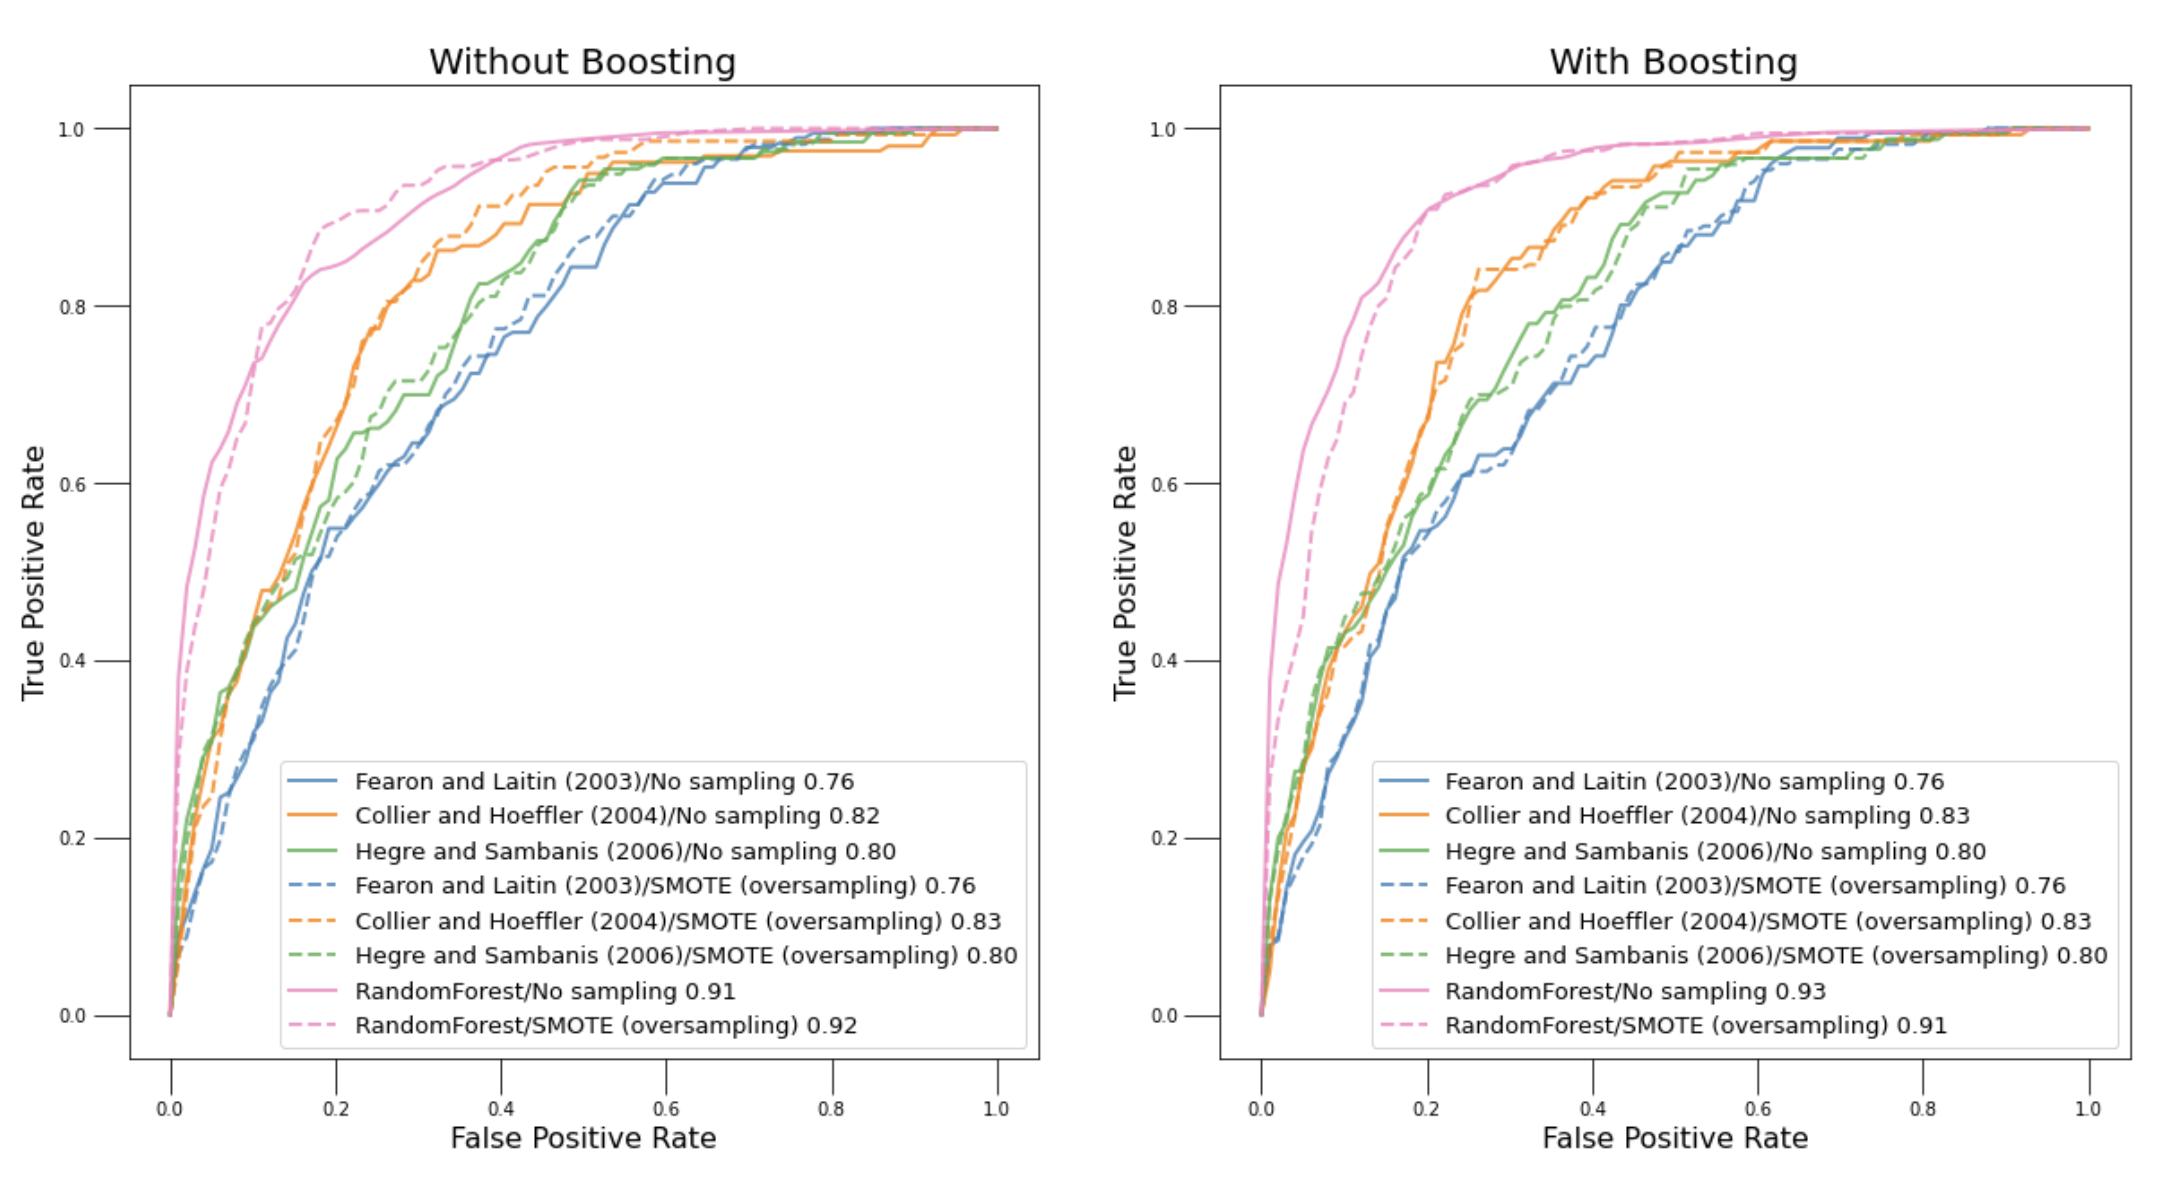 Without Boosting
True Positive Rate
1.0
0.8
0.6
0.4
0.2
0.0
Fearon and Laitin (2003)/No sampling 0.76
Collier and Hoeffler (2004)/No sampling 0.82
Hegre and Sambanis (2006)/No sampling 0.80
Fearon and Laitin (2003)/SMOTE (oversampling) 0.76
Collier and Hoeffler (2004)/SMOTE (oversampling) 0.83
Hegre and Sambanis (2006)/SMOTE (oversampling) 0.80
RandomForest/No sampling 0.91
RandomForest/SMOTE (oversampling) 0.92
0.0 0.2 0.4 0.6 0.8 1.0
False Positive Rate
With Boosting
True Positive Rate
1.0
0.8
0.6
0.4
0.2
0.0
Fearon and Laitin (2003)/No sampling 0.76
Collier and Hoeffler (2004)/No sampling 0.83
Hegre and Sambanis (2006)/No sampling 0.80
Fearon and Laitin (2003)/SMOTE (oversampling) 0.76
Collier and Hoeffler (2004)/SMOTE (oversampling) 0.83
Hegre and Sambanis (2006)/SMOTE (oversampling) 0.80
RandomForest/No sampling 0.93
RandomForest/SMOTE (oversampling) 0.91
0.0 0.2 0.4 0.6 0.8 1.0
False Positive Rate